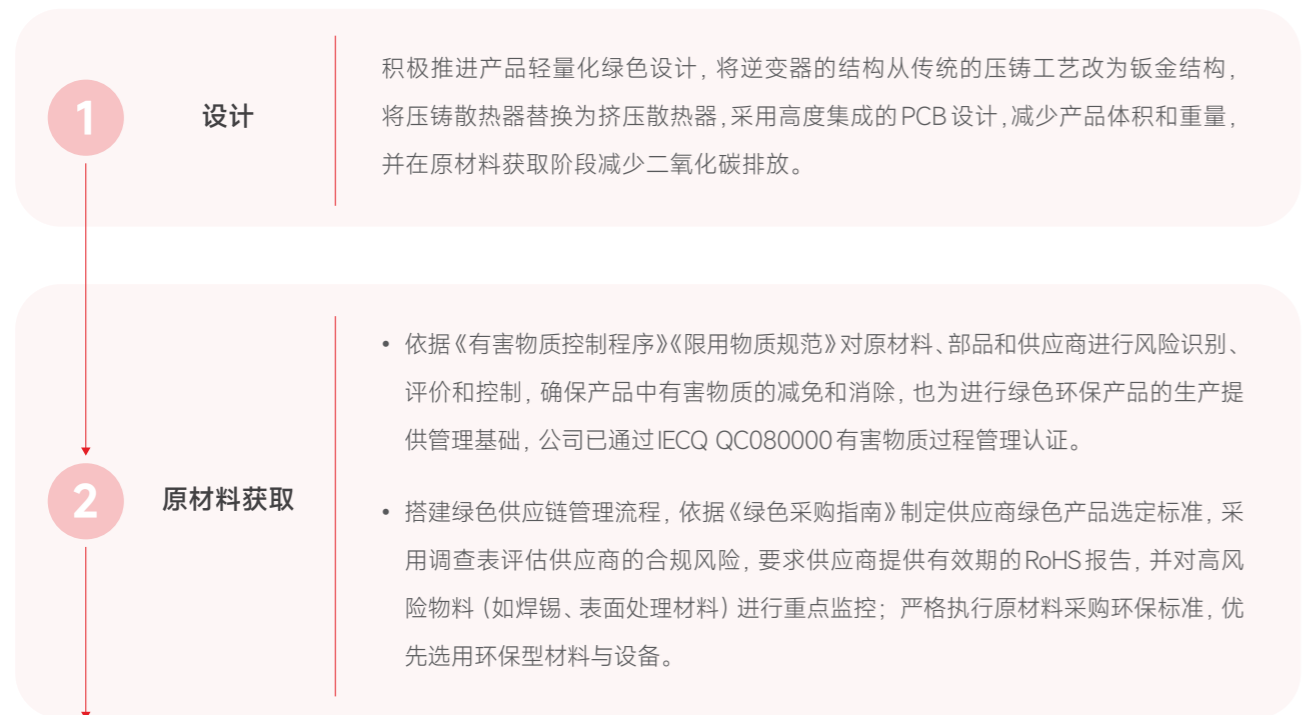 1
设计
积极推进产品轻量化绿色设计，将逆变器的结构从传统的压铸工艺改为钣金结构，
将压铸散热器替换为挤压散热器，采用高度集成的PCB设计，减少产品体积和重量，
并在原材料获取阶段减少二氧化碳排放。
2
原材料获取
• 依据《有害物质控制程序》《限用物质规范》对原材料、部品和供应商进行风险识别、
评价和控制，确保产品中有害物质的减免和消除，也为进行绿色环保产品的生产提
供管理基础，公司已通过IECQ QC080000有害物质过程管理认证。
• 搭建绿色供应链管理流程，依据《绿色采购指南》制定供应商绿色产品选定标准，采
用调查表评估供应商的合规风险，要求供应商提供有效期的RoHS报告，并对高风
险物料（如焊锡、表面处理材料）进行重点监控；严格执行原材料采购环保标准，优
先选用环保型材料与设备。